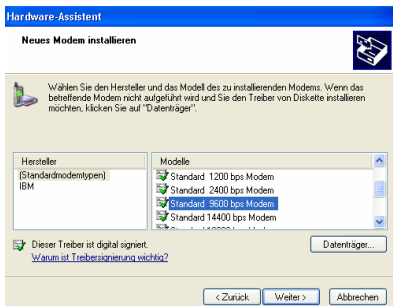 Hardware-Assistent
Neues Modem installieren
Wählen Sie den Hersteller und das Modell des zu installierenden Modems. Wenn das
betreffende Modem nicht aufgeführt wird und Sie den Treiber von Diskette installieren
möchten, klicken Sie auf "Datenträger".
Hersteller
(Standardmodemtypen)
IBM
Modelle
Standard 1200 bps Modem
Standard 2400 bps Modem
Standard 9600 bps Modem
Standard 14400 bps Modem
Dieser Treiber ist digital signiert.
Warum ist Treibersignierung wichtig?
Datenträger...
< Zurück
Weiter >
Abbrechen